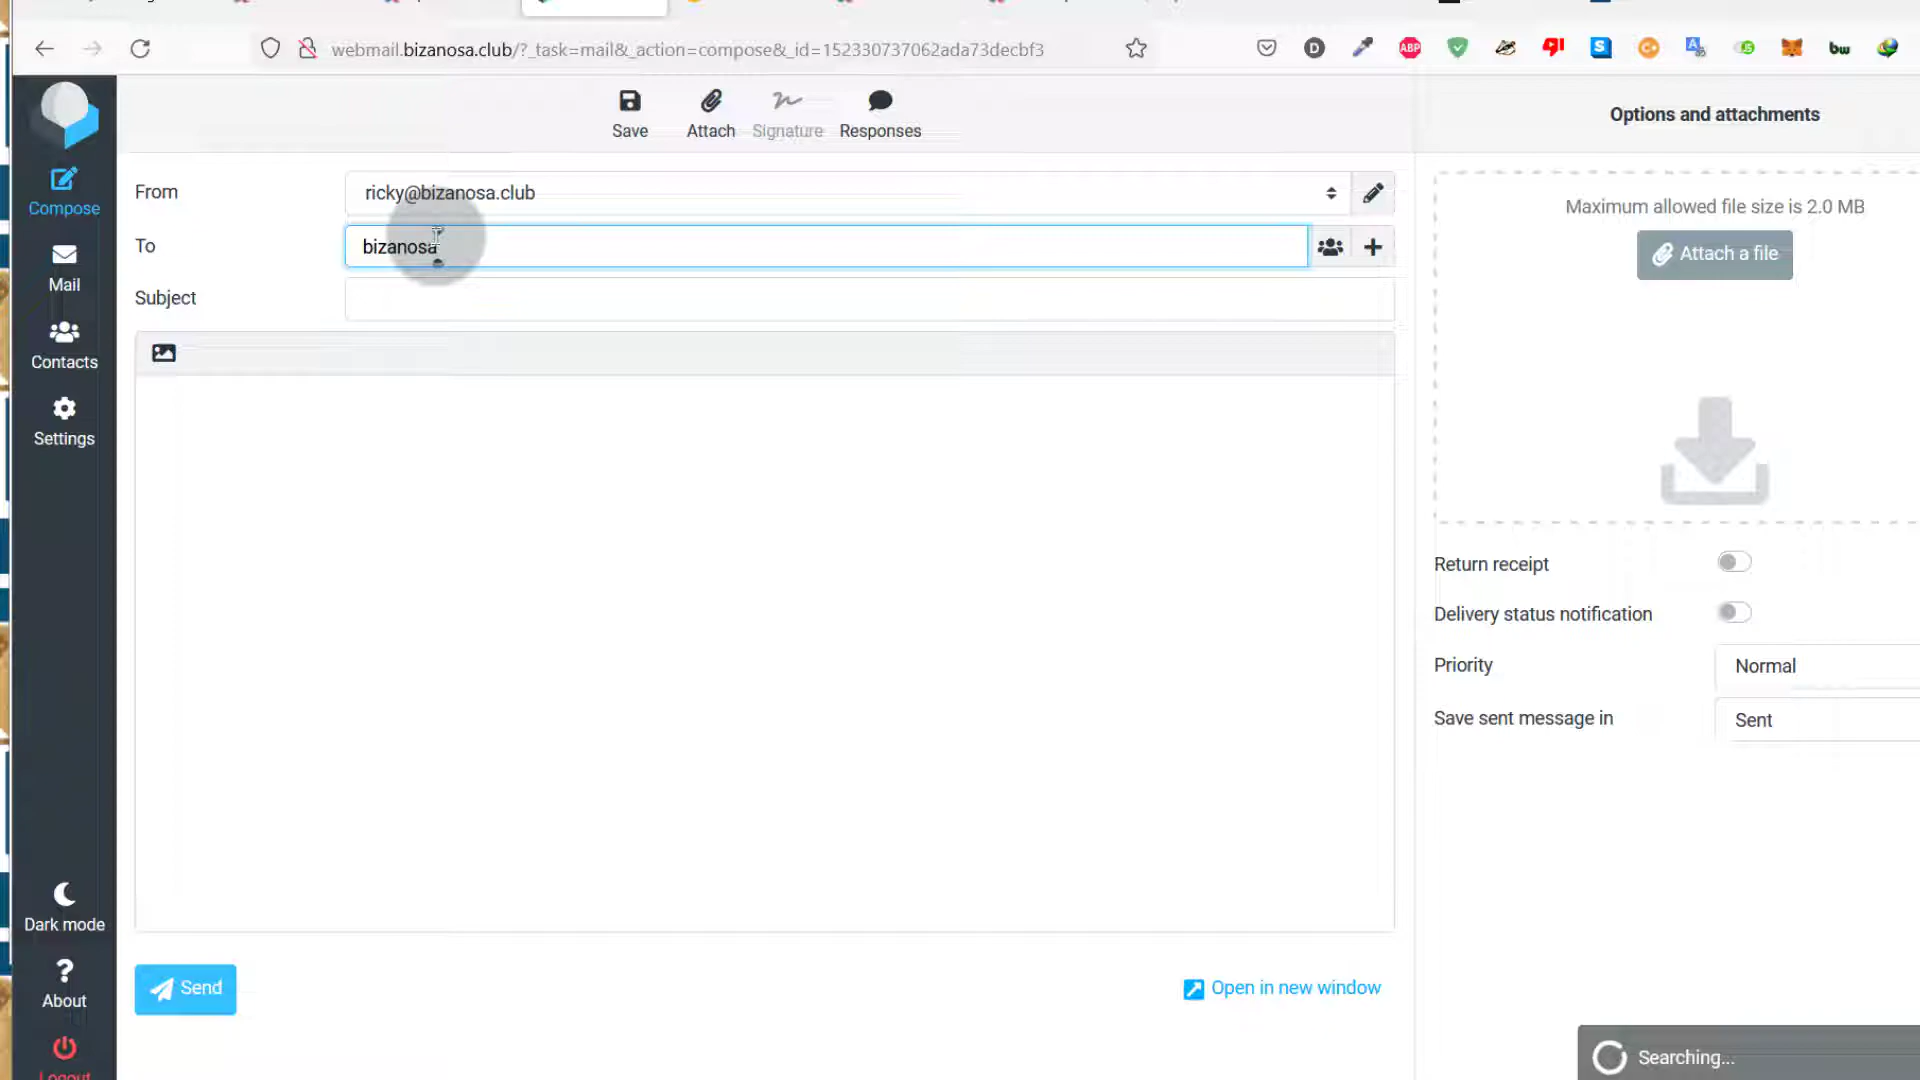 webmail.bizanosa.club/?_task=mail&_action=compose&_id=152330737062ada73decbf3
D
ABP
S
bw
Save
Attach
Signature
Responses
Options and attachments
Compose
Mail
Contacts
Settings
Dark mode
About
Logout
From
ricky@bizanosa.club
To
bizanosa
Subject
Maximum allowed file size is 2.0 MB
Attach a file
Return receipt
Delivery status notification
Priority
Normal
Save sent message in
Sent
Send
Open in new window
Searching...